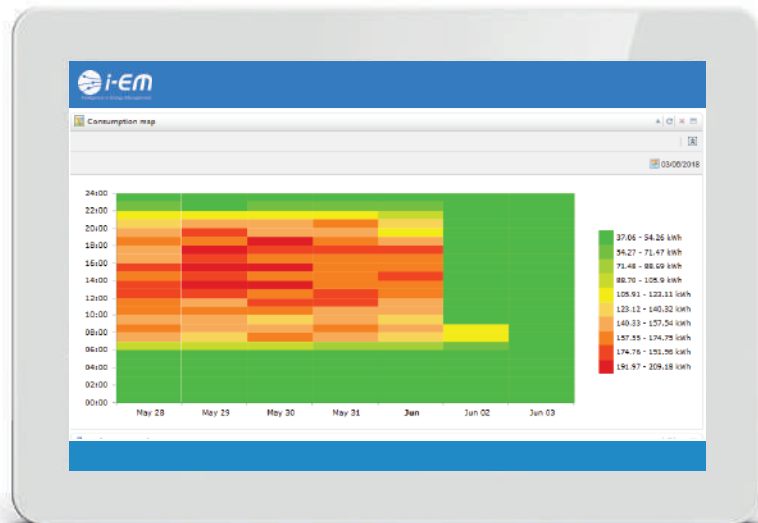 i-EM
Consumption map
03/06/2018
24:00
22:00
20:00
18:00
16:00
14:00
12:00
10:00
08:00
06:00
04:00
02:00
00:00
May 28 May 29 May 30 May 31 Jun Jun 02 Jun 03
37.06 - 54.26 kWh
54.27 - 71.47 kWh
71.48 - 88.69 kWh
88.70 - 105.9 kWh
105.91 - 123.11 kWh
123.12 - 140.32 kWh
140.33 - 157.54 kWh
157.55 - 174.75 kWh
174.76 - 191.96 kWh
191.97 - 209.18 kWh